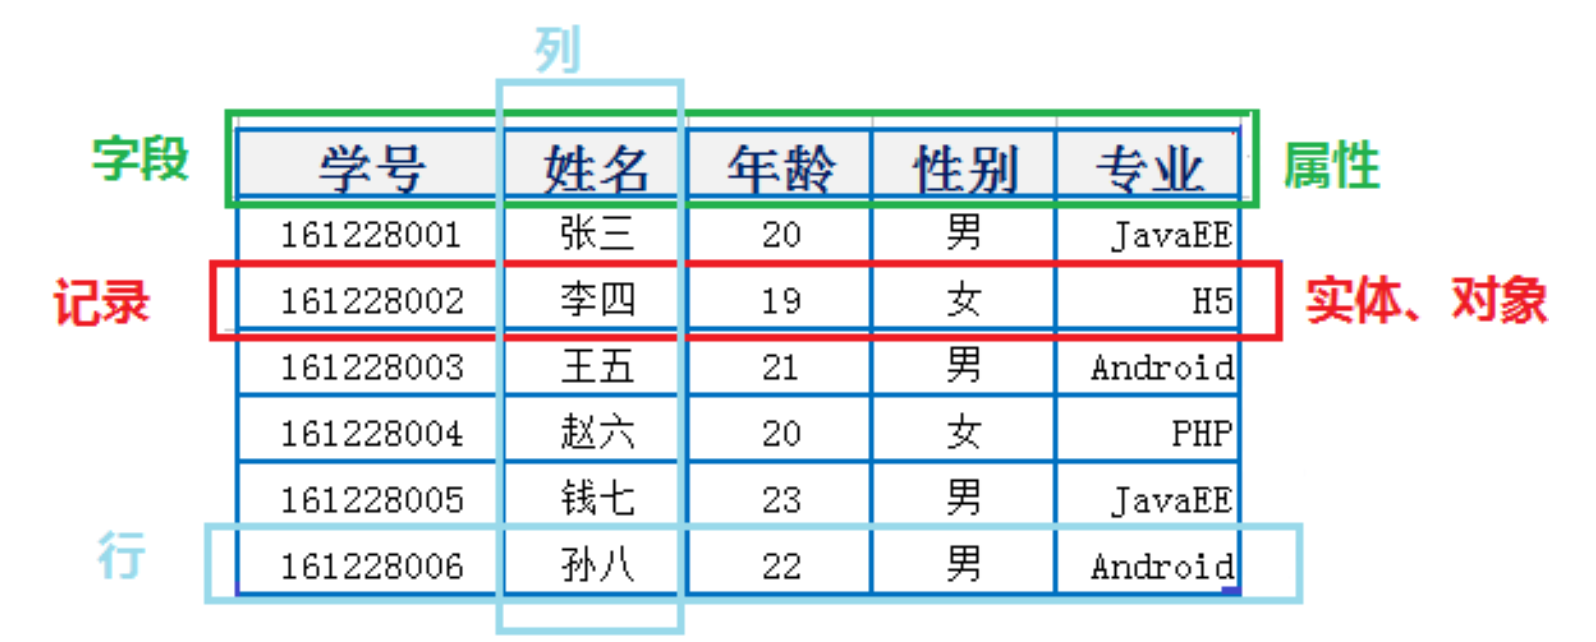 列
字段 学号 姓名 年龄 性别 专业 属性
161228001 张三 20 男 JavaEE
记录 161228002 李四 19 女 H5 实体、对象
161228003 王五 21 男 Android
161228004 赵六 20 女 PHP
161228005 钱七 23 男 JavaEE
行 161228006 孙八 22 男 Android